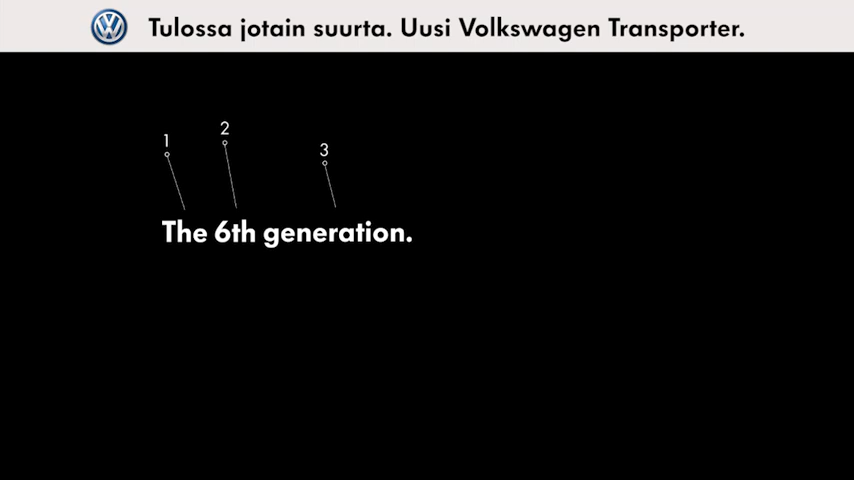 Tulossa jotain suurta. Uusi Volkswagen Transporter.
1 2 3
The 6th generation.